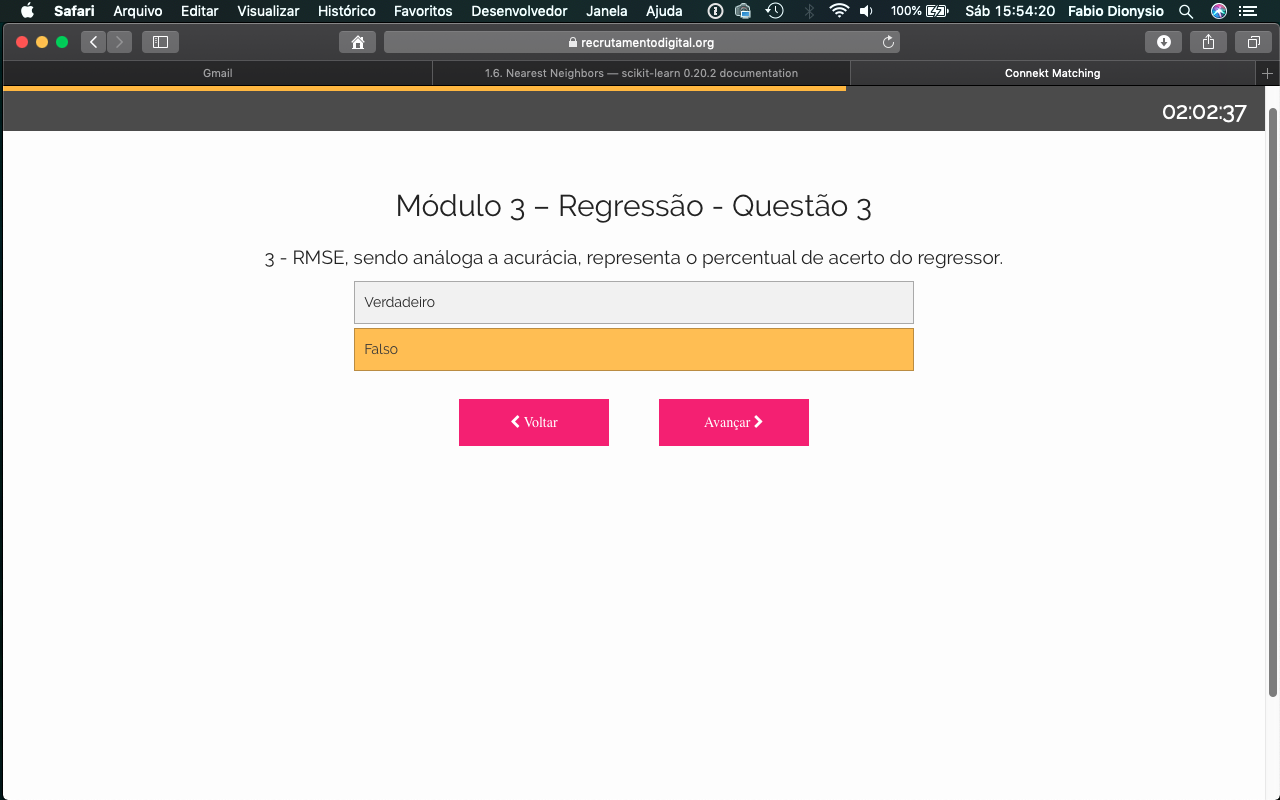 Safari Arquivo Editar Visualizar Histórico Favoritos Desenvolvedor Janela Ajuda 100% Sáb 15:54:20 Fabio Dionysio
recrutamentodigital.org
Gmail 1.6. Nearest Neighbors — scikit-learn 0.20.2 documentation Connekt Matching
02:02:37
Módulo 3 – Regressão - Questão 3
3 - RMSE, sendo análoga a acurácia, representa o percentual de acerto do regressor.
Verdadeiro
Falso
Voltar Avançar